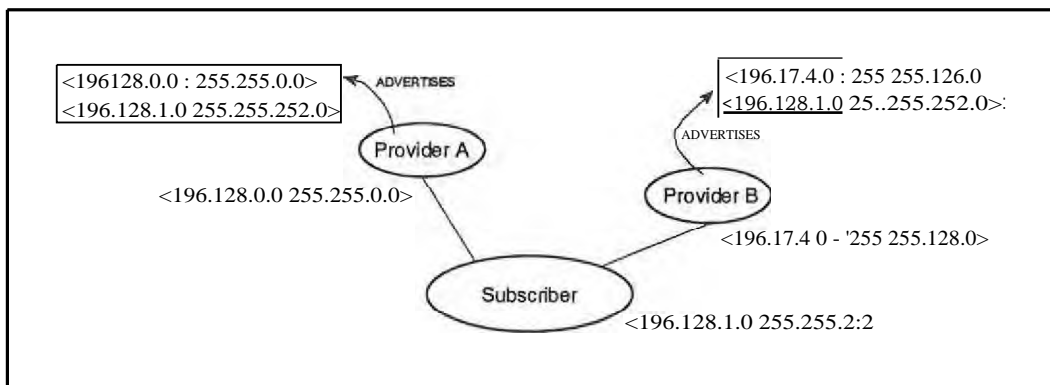 <196128.0.0 : 255.255.0.0>
<196.128.1.0 255.255.252.0>
ADVERTISES
Provider A
<196.128.0.0 255.255.0.0>
<196.17.4.0 : 255 255.126.0
<196.128.1.0 25..255.252.0>:
ADVERTISES
Provider B
<196.17.4 0 - '255 255.128.0>
Subscriber
<196.128.1.0 255.255.2:2